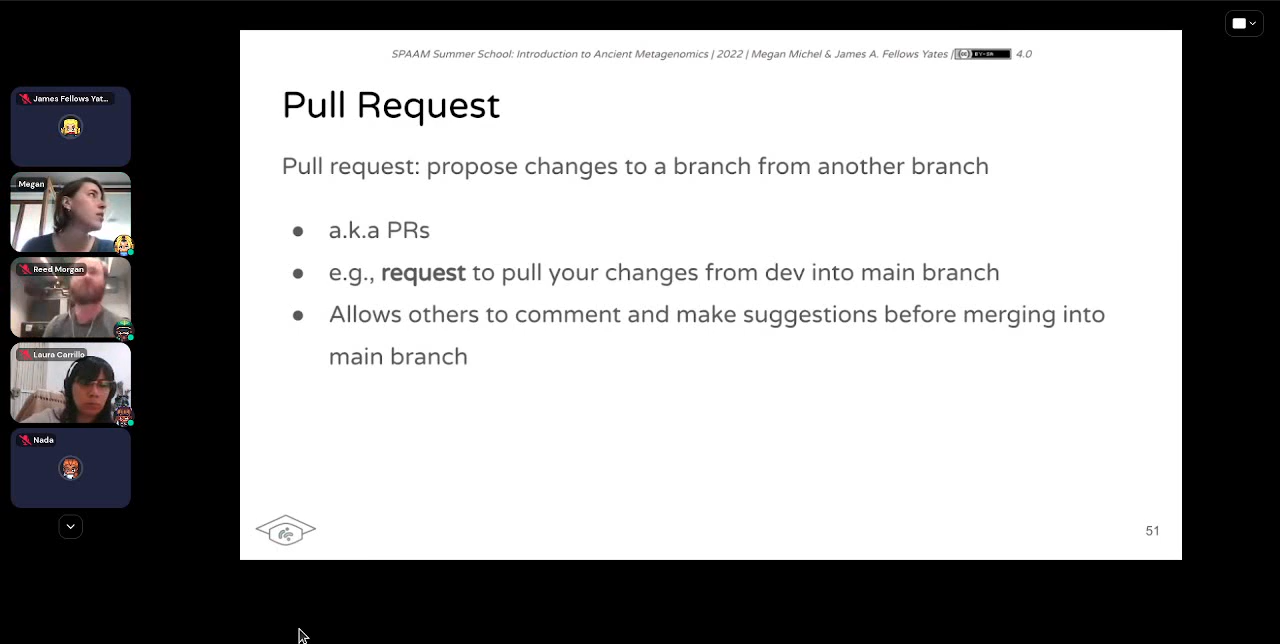 SPAAM Summer School: Introduction to Ancient Metagenomics | 2022 | Megan Michel & James A. Fellows Yates | BY-SA 4.0
James Fellows Yat...
Megan
Reed Morgan
Laura Carrillo
Nada
Pull Request
Pull request: propose changes to a branch from another branch
● a.k.a PRs
● e.g., request to pull your changes from dev into main branch
● Allows others to comment and make suggestions before merging into
main branch
51